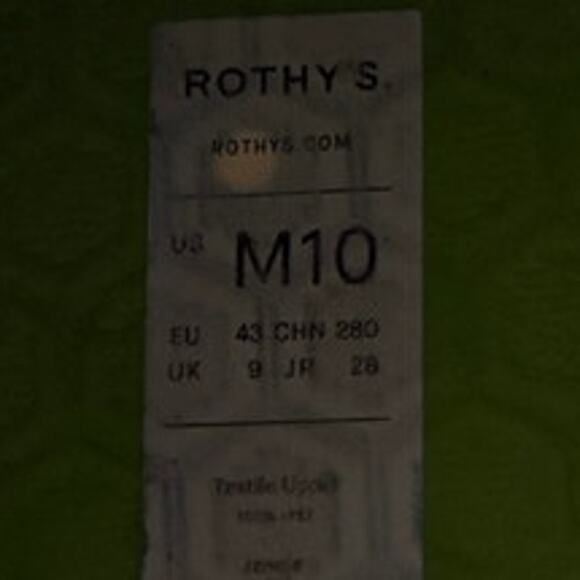 ROTHY'S
ROTHYS.COM
US M10
EU 43 CHN 280
UK 9 JP 28
Textile Upper